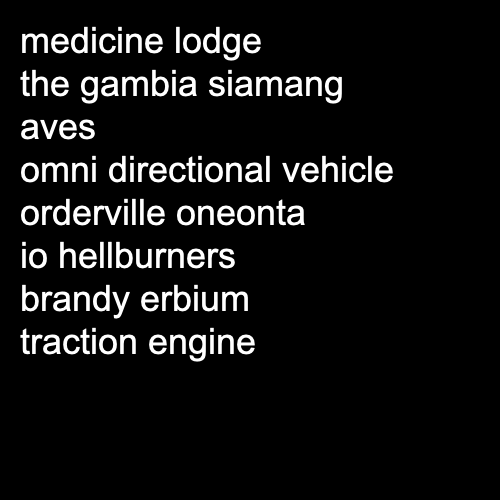 medicine lodge
the gambia siamang
aves
omni directional vehicle
orderville oneonta
io hellburners
brandy erbium
traction engine